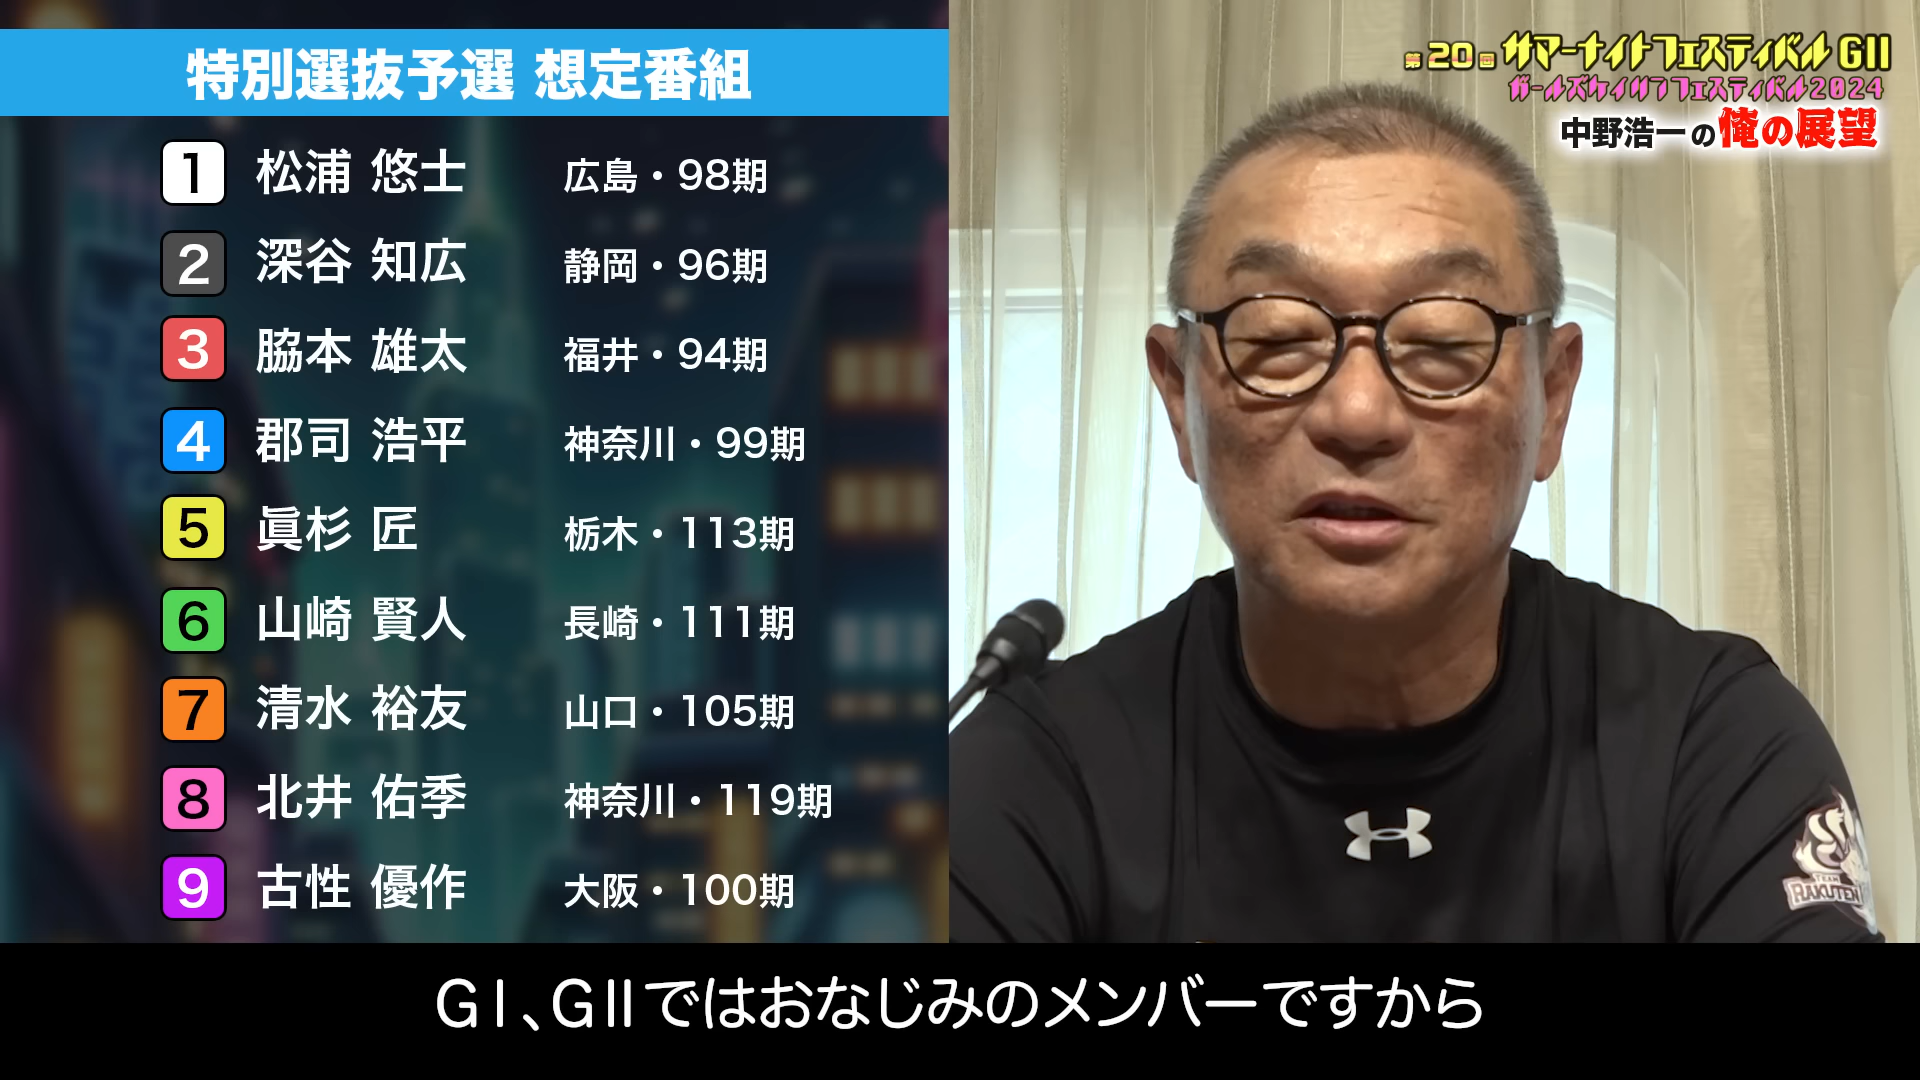 特別選抜予選 想定番組
1 松浦 悠士 広島・98期
2 深谷 知広 静岡・96期
3 脇本 雄太 福井・94期
4 郡司 浩平 神奈川・99期
5 眞杉 匠 栃木・113期
6 山崎 賢人 長崎・111期
7 清水 裕友 山口・105期
8 北井 佑季 神奈川・119期
9 古性 優作 大阪・100期
第20回サマーナイトフェスティバル GII
ガールズケイリンフェスティバル2024
中野浩一の俺の展望
TEAM
RAKUTEN
GⅠ、GⅡではおなじみのメンバーですから